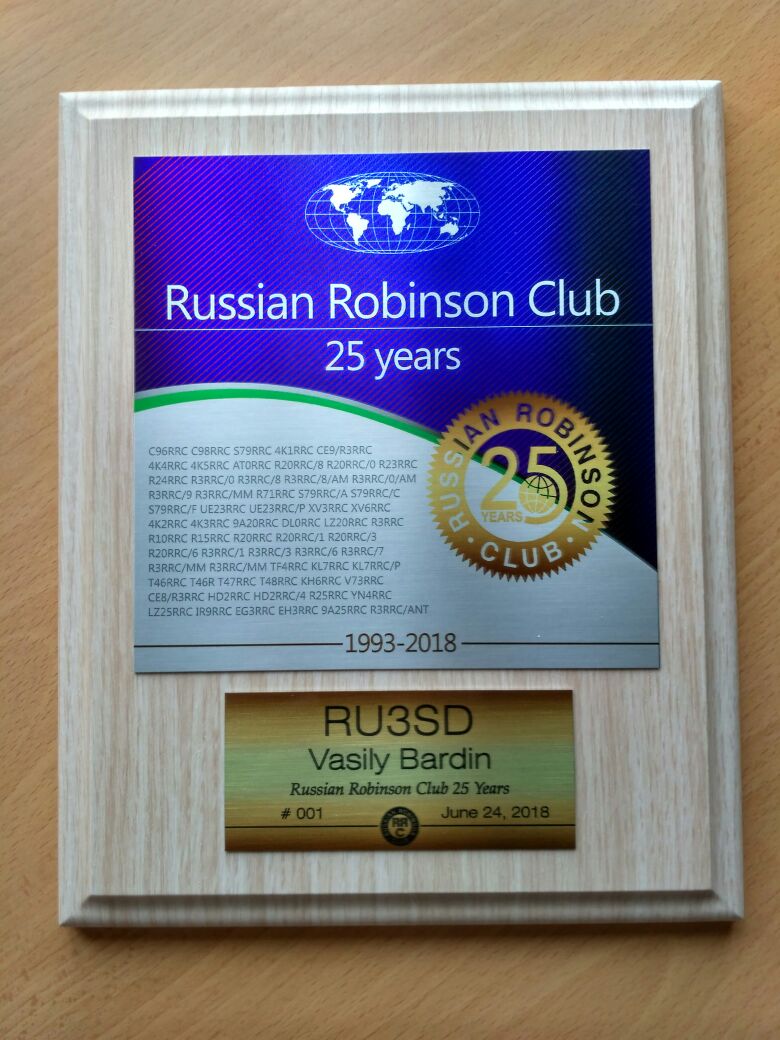 Russian Robinson Club
25 years
C96RRC C98RRC S79RRC 4K1RRC CE9/R3RRC
4K4RRC 4K5RRC AT0RRC R20RRC/8 R20RRC/0 R23RRC
R24RRC R3RRC/0 R3RRC/8 R3RRC/8/AM R3RRC/0/AM
R3RRC/9 R3RRC/MM R71RRC S79RRC/A S79RRC/C
S79RRC/F UE23RRC UE23RRC/P XV3RRC XV6RRC
4K2RRC 4K3RRC 9A20RRC DL0RRC LZ20RRC R3RRC
R10RRC R15RRC R20RRC R20RRC/1 R20RRC/3
R20RRC/6 R3RRC/1 R3RRC/3 R3RRC/6 R3RRC/7
R3RRC/MM R3RRC/MM TF4RRC KL7RRC KL7RRC/P
T46RRC T46R T47RRC T48RRC KH6RRC V73RRC
CE8/R3RRC HD2RRC HD2RRC/4 R25RRC YN4RRC
LZ25RRC IR9RRC EG3RRC EH3RRC 9A25RRC R3RRC/ANT
RUSSIAN ROBINSON
25
YEARS
· CLUB ·
1993-2018
RU3SD
Vasily Bardin
Russian Robinson Club 25 Years
# 001 June 24, 2018
RR
C